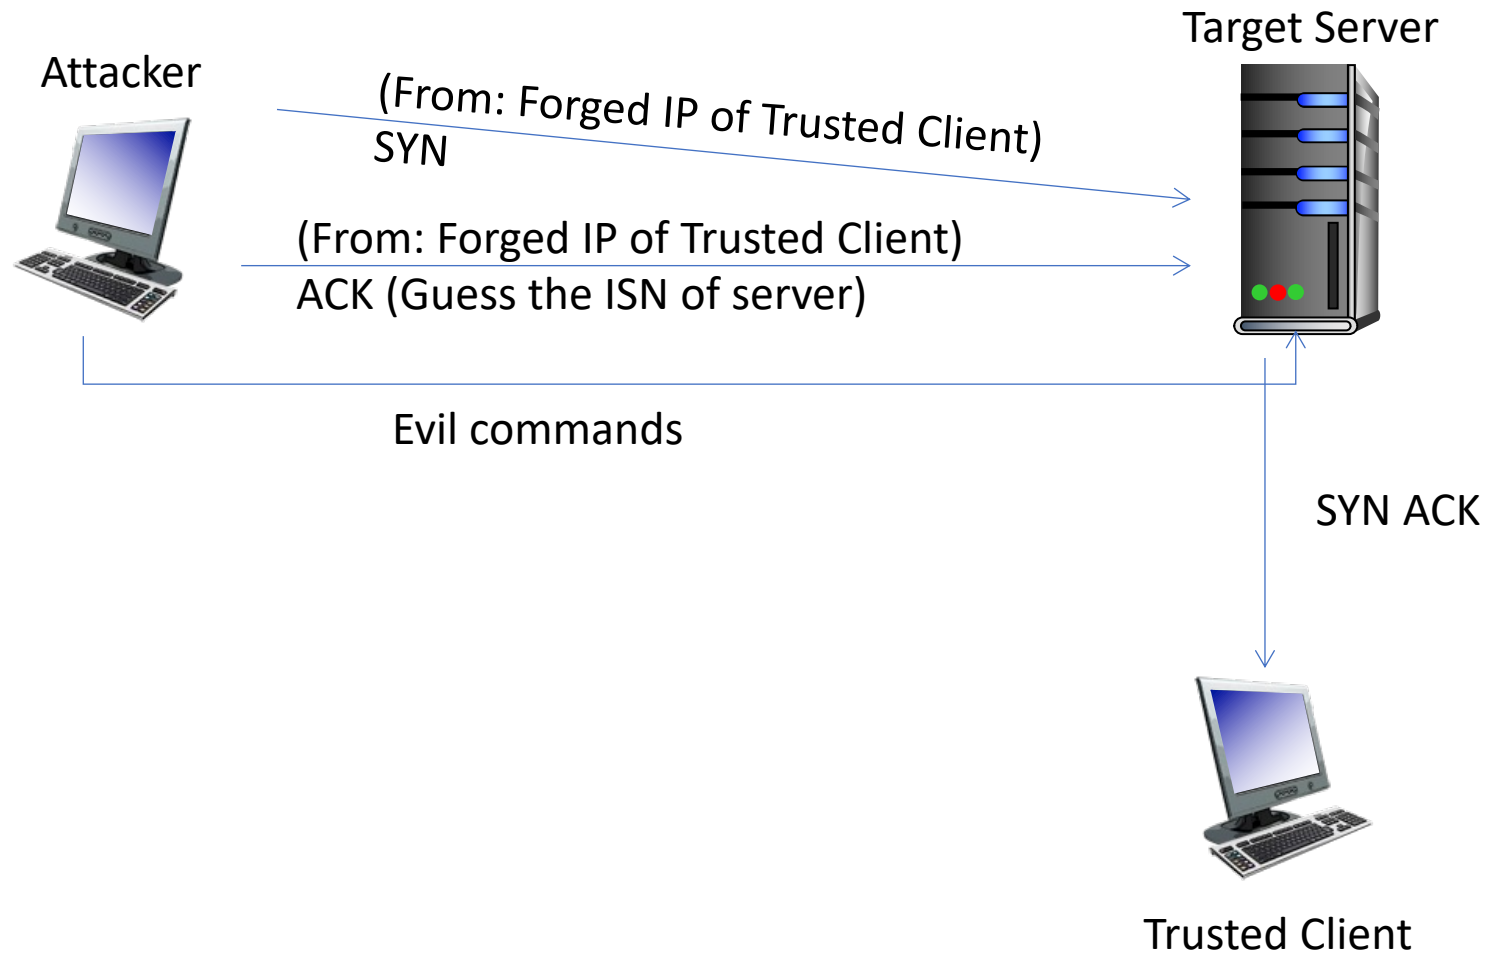 Target Server
Attacker
(From: Forged IP of Trusted Client)
SYN
(From: Forged IP of Trusted Client)
ACK (Guess the ISN of server)
Evil commands
SYN ACK
Trusted Client